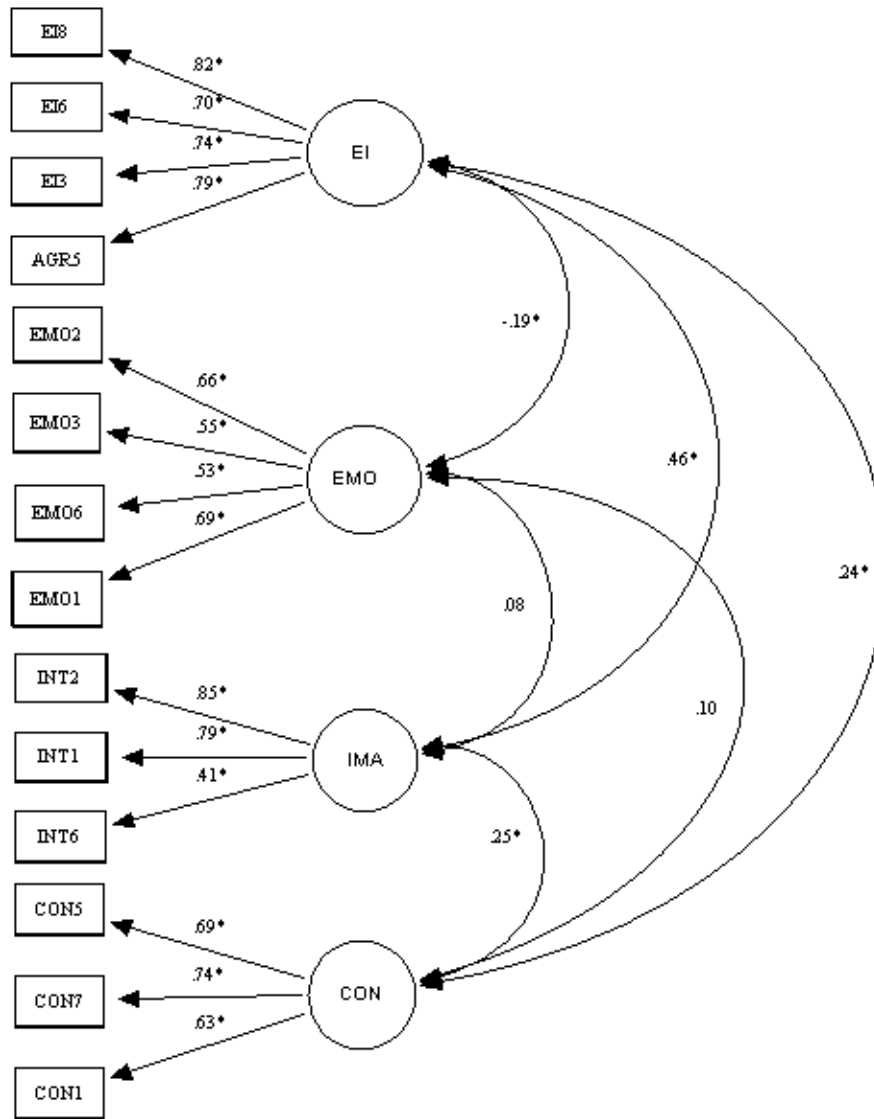 EI8
.82*
EI6
.70*
EI
.74*
EI3
.79*
AGR5
EMO2
-.19*
.66*
EMO3
.55*
.46*
EMO
.53*
EMO6
.69*
.24*
EMO1
.08
INT2
.85*
.10
.79*
INT1
IMA
.41*
INT6
.25*
CON5
.69*
.74*
CON7
CON
.63*
CON1